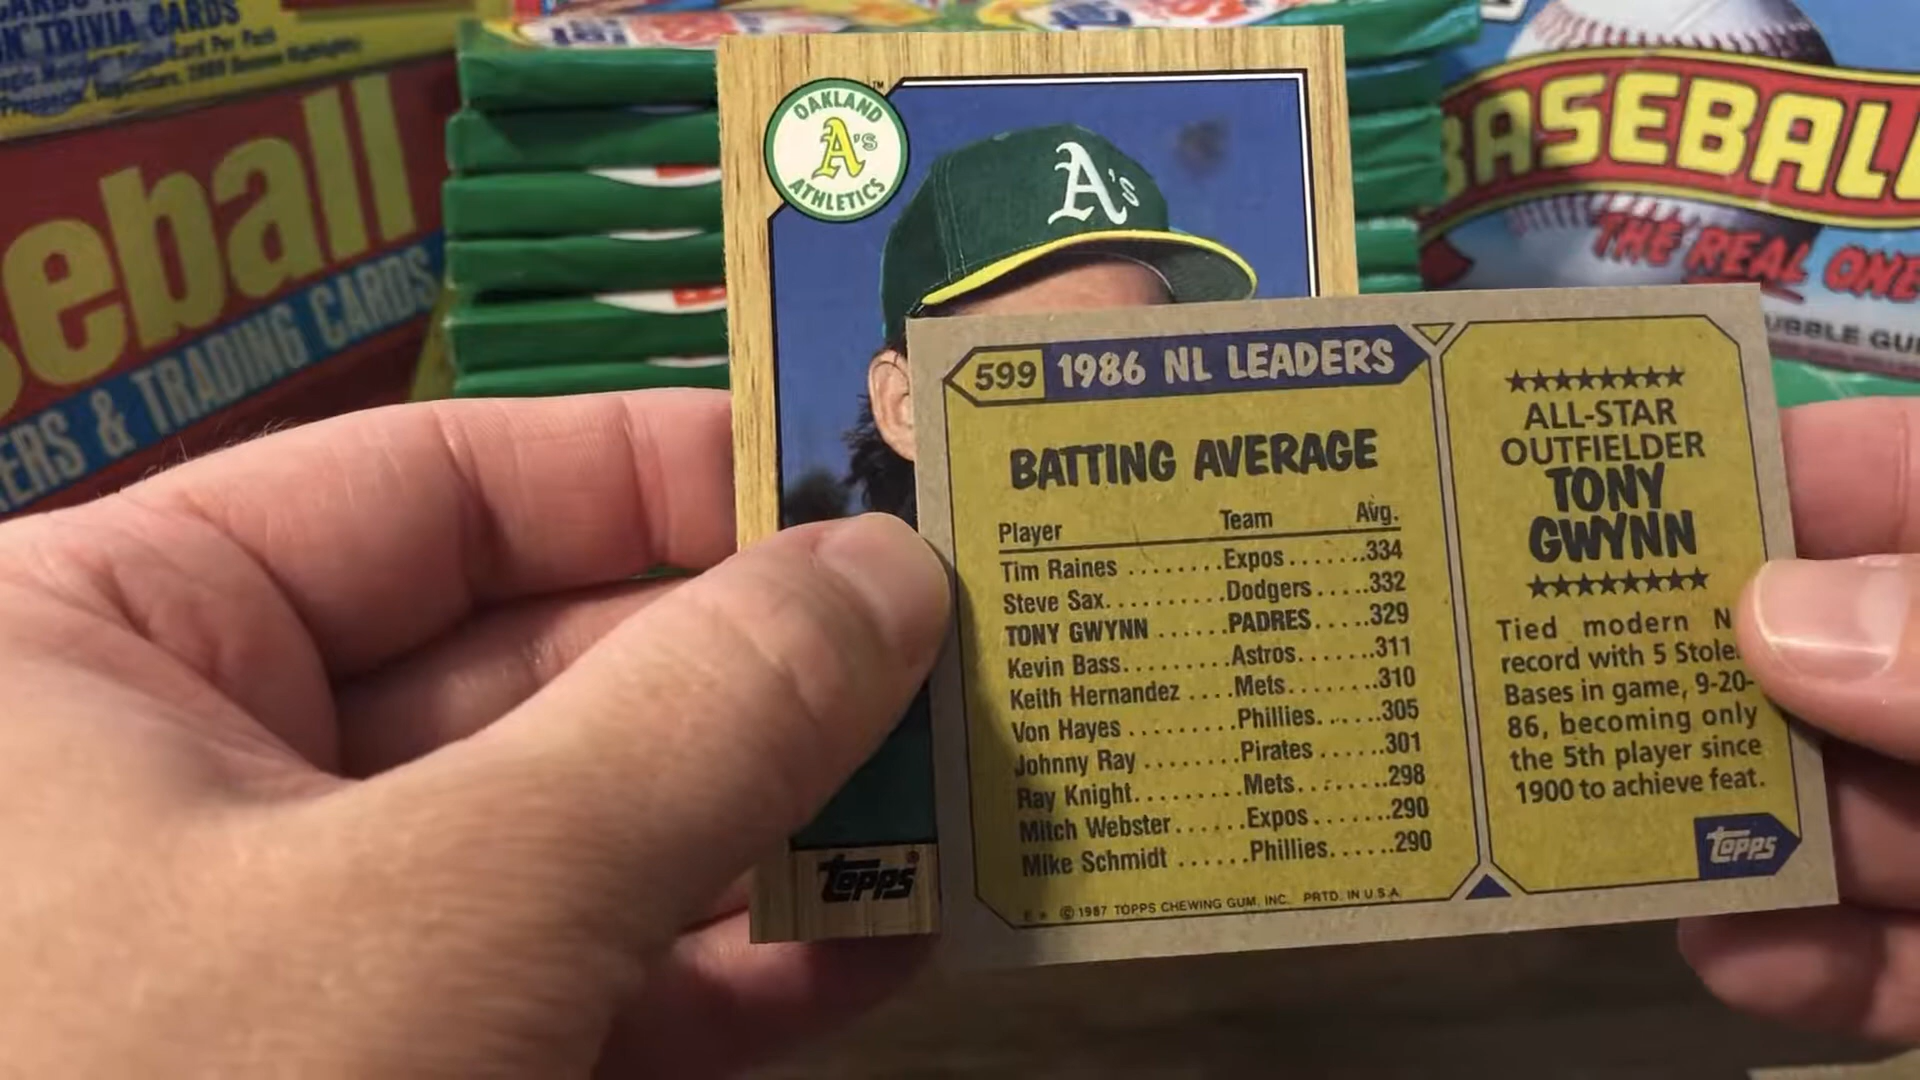 N' TRIVIA CARDS
eball
ERS & TRADING CARDS
OAKLAND
A's
ATHLETICS
A's
BASEBALL
THE REAL ONE
UBBLE GU
599 1986 NL LEADERS
BATTING AVERAGE
Player Team Avg.
Tim Raines ........Expos......334
Steve Sax..........Dodgers.....332
TONY GWYNN ......PADRES.....329
Kevin Bass.........Astros.......311
Keith Hernandez ....Mets........310
Von Hayes .........Phillies......305
Johnny Ray ........Pirates ......301
Ray Knight.........Mets........298
Mitch Webster......Expos.......290
Mike Schmidt ......Phillies......290
© 1987 TOPPS CHEWING GUM, INC. PRTD. IN U.S.A.
ALL-STAR
OUTFIELDER
TONY
GWYNN
Tied modern N
record with 5 Stole
Bases in game, 9-20-
86, becoming only
the 5th player since
1900 to achieve feat.
topps
topps